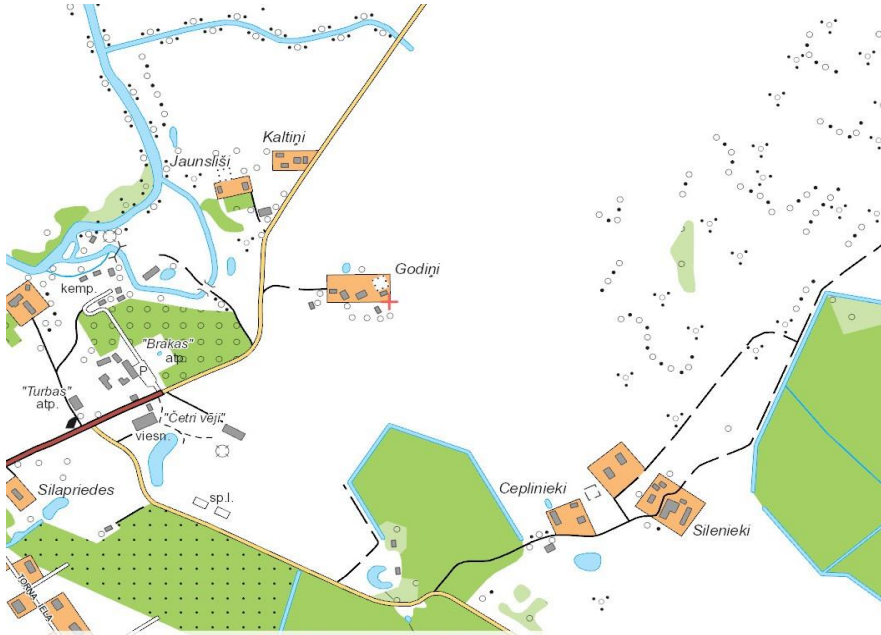 Kaltiņi
Jaunslīši
Godiņi
kemp.
"Brakas"
atp.
P
"Turbas"
atp.
"Četri vēji"
viesn.
Silapriedes
sp.l.
Ceplinieki
Silenieki
TORŅA IELA